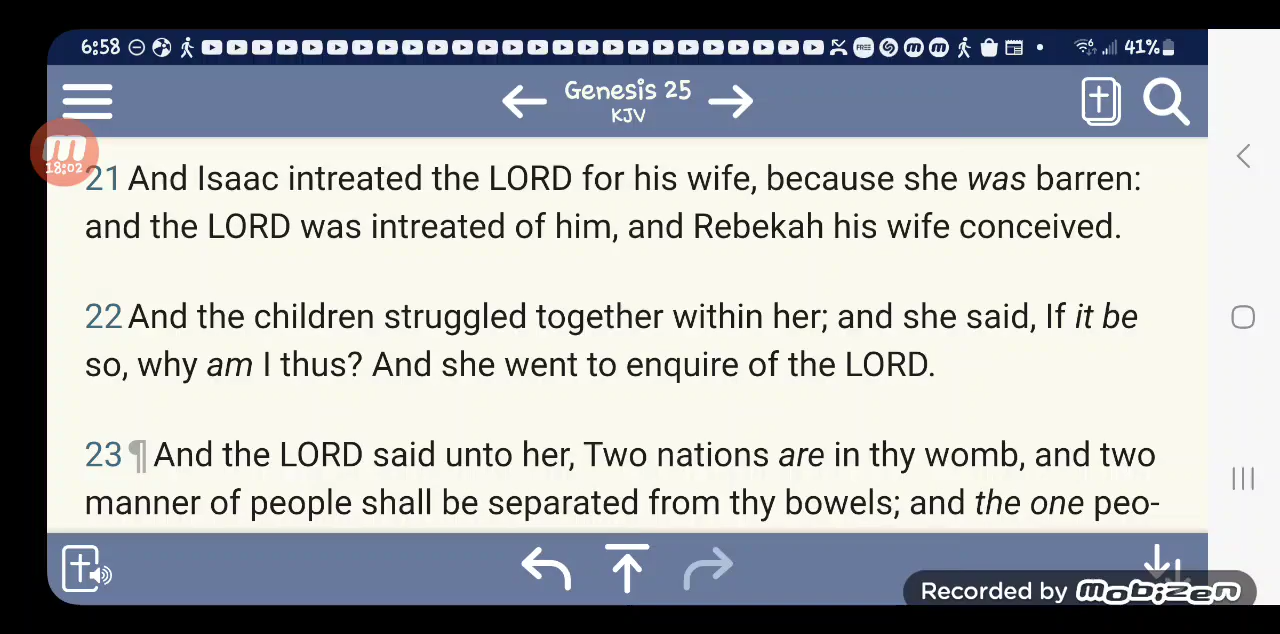 6:58 FREE 41%
Genesis 25
KJV
18:02
21 And Isaac intreated the LORD for his wife, because she was barren:
and the LORD was intreated of him, and Rebekah his wife conceived.
22 And the children struggled together within her; and she said, If it be
so, why am I thus? And she went to enquire of the LORD.
23 ¶ And the LORD said unto her, Two nations are in thy womb, and two
manner of people shall be separated from thy bowels; and the one peo-
Recorded by mobizen